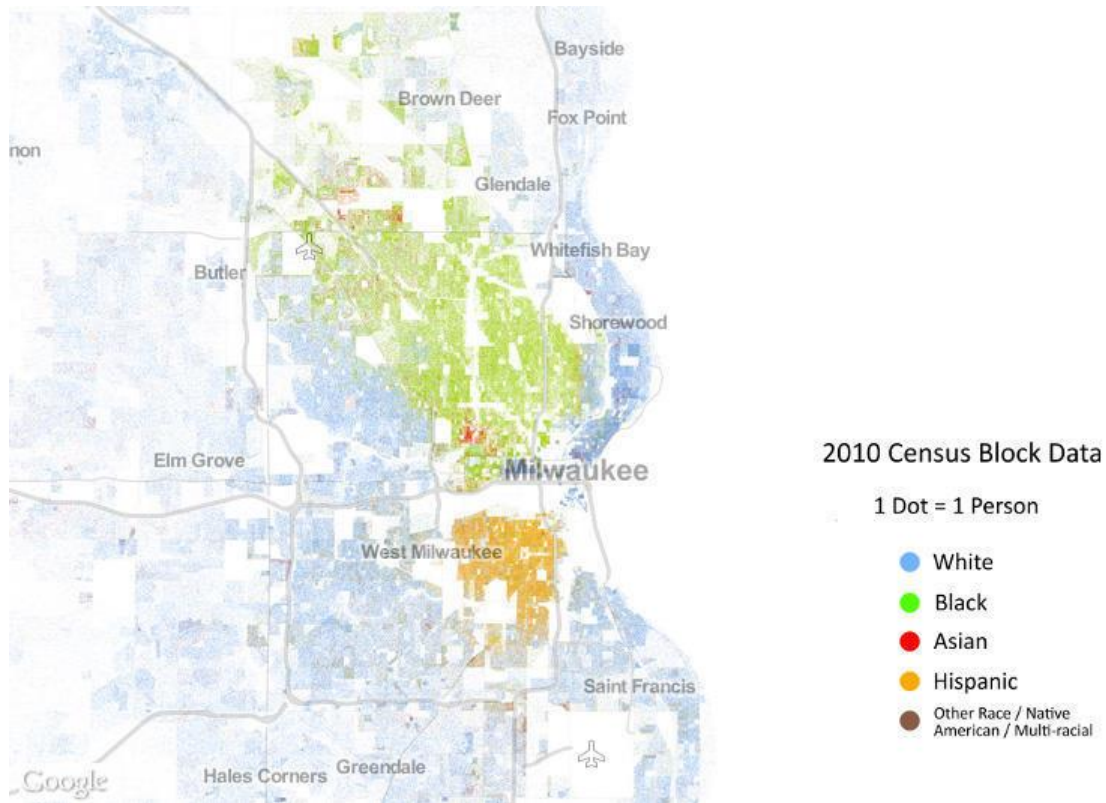 Bayside
Brown Deer
Fox Point
non
Glendale
Whitefish Bay
Butler
Shorewood
Elm Grove
Milwaukee
West Milwaukee
Saint Francis
Hales Corners
Greendale
Google
2010 Census Block Data
1 Dot = 1 Person
White
Black
Asian
Hispanic
Other Race / Native
American / Multi-racial